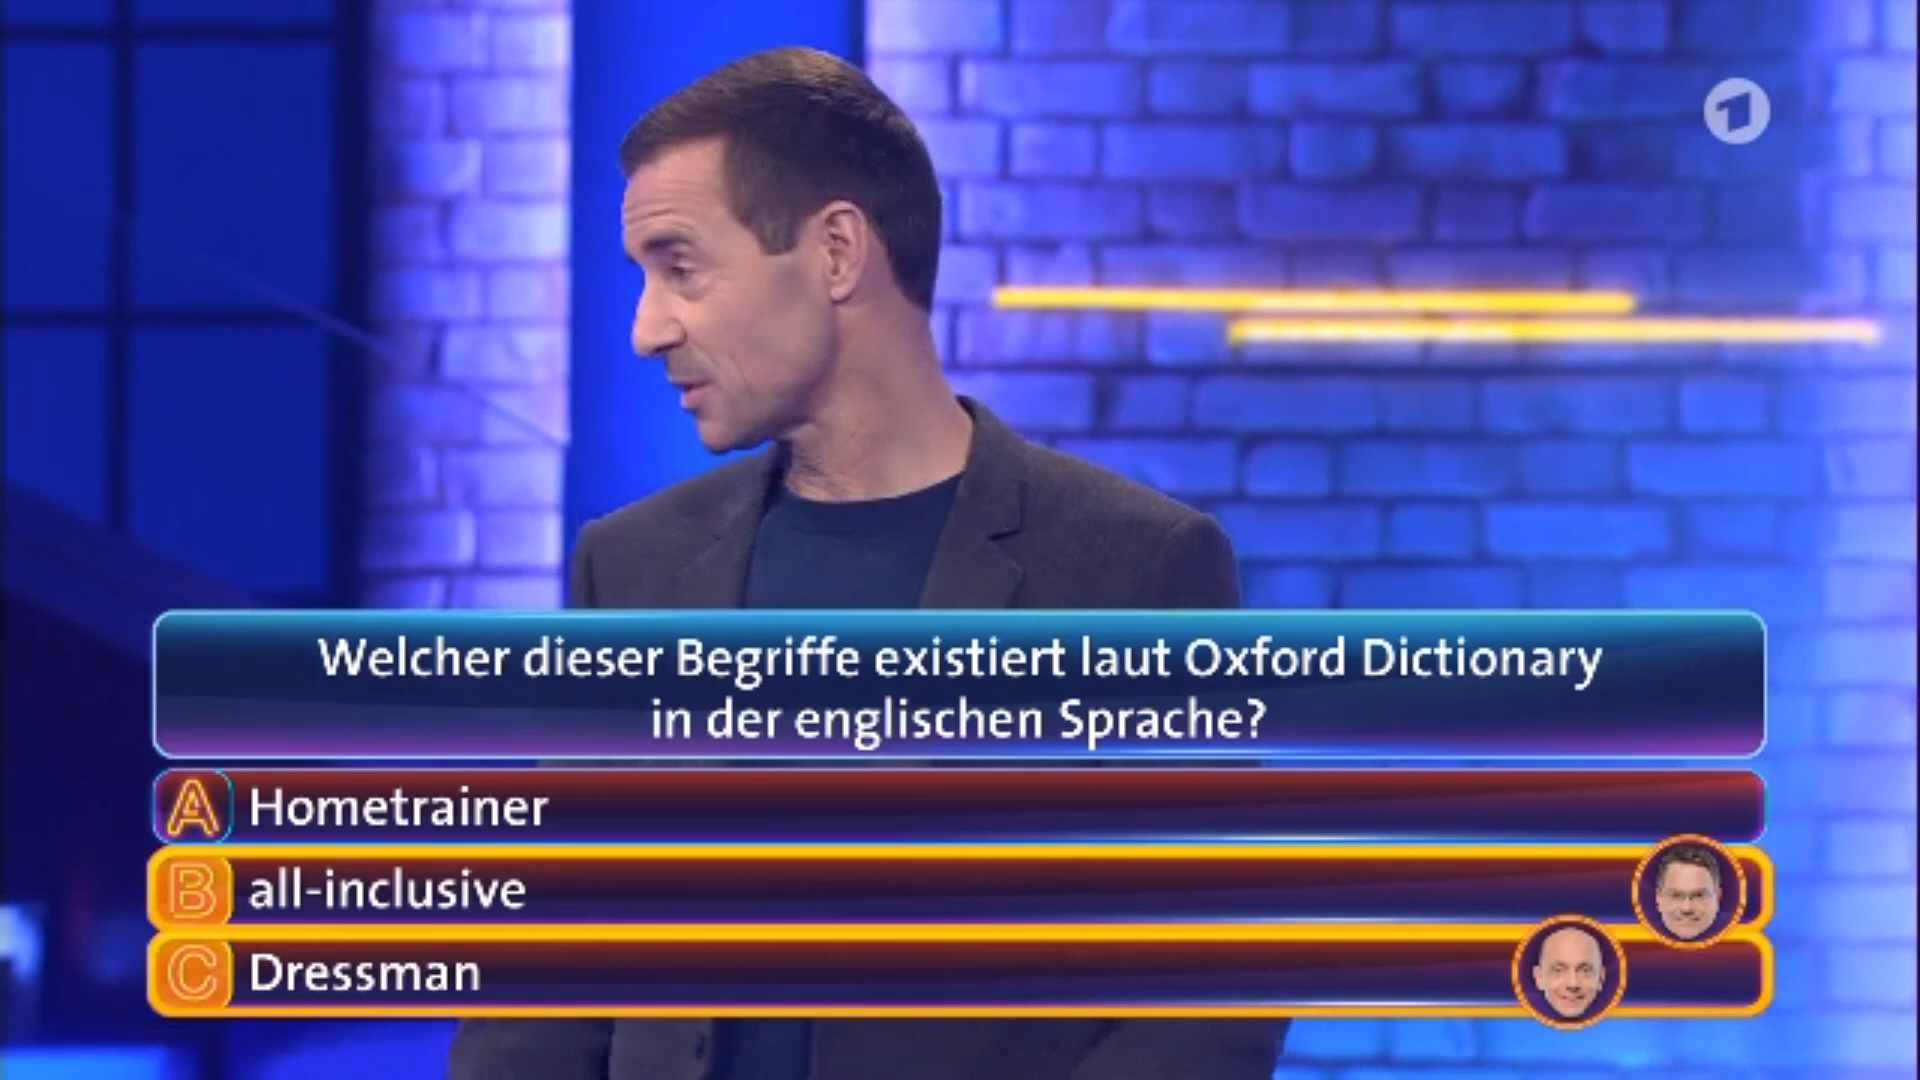 Welcher dieser Begriffe existiert laut Oxford Dictionary
in der englischen Sprache?
A Hometrainer
B all-inclusive
C Dressman